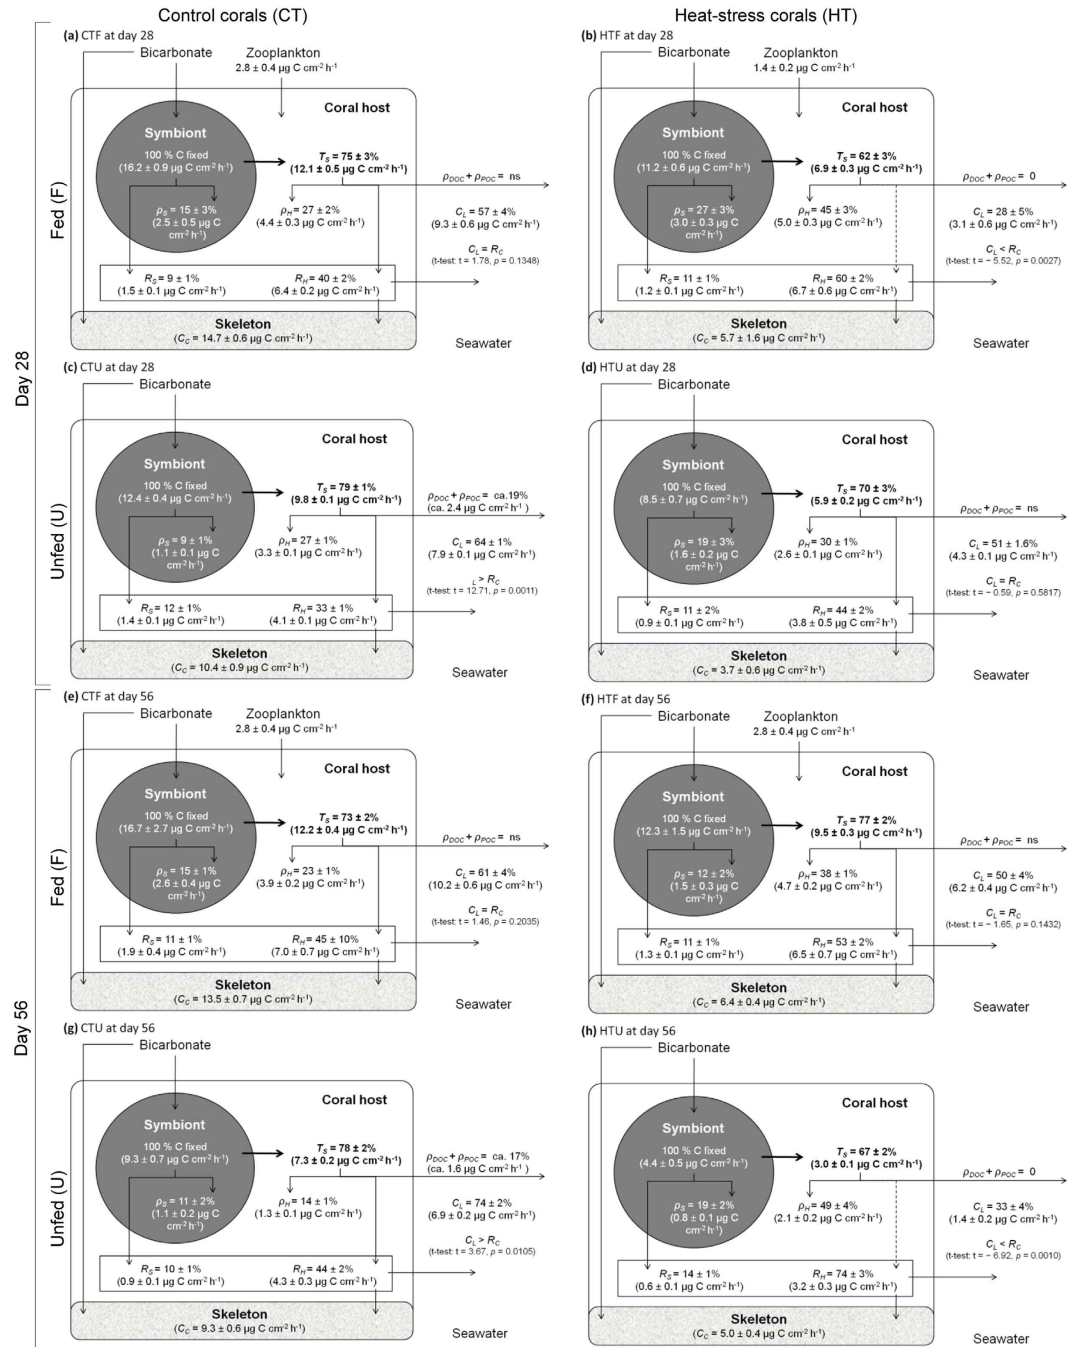 Control corals (CT)
Heat-stress corals (HT)
Day 28
Fed (F)
(a) CTF at day 28
Bicarbonate
Zooplankton
2.8 ± 0.4 µg C cm⁻² h⁻¹
Coral host
Symbiont
100 % C fixed
(16.2 ± 0.9 µg C cm⁻² h⁻¹)
ρS = 15 ± 3%
(2.5 ± 0.5 µg C
cm⁻² h⁻¹)
TS = 75 ± 3%
(12.1 ± 0.5 µg C cm⁻² h⁻¹)
ρH = 27 ± 2%
(4.4 ± 0.3 µg C cm⁻² h⁻¹)
ρDOC + ρPOC = ns
CL = 57 ± 4%
(9.3 ± 0.6 µg C cm⁻² h⁻¹)
CL = RC
(t-test: t = 1.78, p = 0.1348)
RS = 9 ± 1%
(1.5 ± 0.1 µg C cm⁻² h⁻¹)
RH = 40 ± 2%
(6.4 ± 0.2 µg C cm⁻² h⁻¹)
Skeleton
(CC = 14.7 ± 0.6 µg C cm⁻² h⁻¹)
Seawater
(b) HTF at day 28
Bicarbonate
Zooplankton
1.4 ± 0.2 µg C cm⁻² h⁻¹
Coral host
Symbiont
100 % C fixed
(11.2 ± 0.6 µg C cm⁻² h⁻¹)
ρS = 27 ± 3%
(3.0 ± 0.3 µg C
cm⁻² h⁻¹)
TS = 62 ± 3%
(6.9 ± 0.3 µg C cm⁻² h⁻¹)
ρH = 45 ± 3%
(5.0 ± 0.3 µg C cm⁻² h⁻¹)
ρDOC + ρPOC = 0
CL = 28 ± 5%
(3.1 ± 0.6 µg C cm⁻² h⁻¹)
CL < RC
(t-test: t = − 5.52, p = 0.0027)
RS = 11 ± 1%
(1.2 ± 0.1 µg C cm⁻² h⁻¹)
RH = 60 ± 2%
(6.7 ± 0.6 µg C cm⁻² h⁻¹)
Skeleton
(CC = 5.7 ± 1.6 µg C cm⁻² h⁻¹)
Seawater
Unfed (U)
(c) CTU at day 28
Bicarbonate
Coral host
Symbiont
100 % C fixed
(12.4 ± 0.4 µg C cm⁻² h⁻¹)
ρS = 9 ± 1%
(1.1 ± 0.1 µg C
cm⁻² h⁻¹)
TS = 79 ± 1%
(9.8 ± 0.1 µg C cm⁻² h⁻¹)
ρH = 27 ± 1%
(3.3 ± 0.1 µg C cm⁻² h⁻¹)
ρDOC + ρPOC = ca.19%
(ca. 2.4 µg C cm⁻² h⁻¹ )
CL = 64 ± 1%
(7.9 ± 0.1 µg C cm⁻² h⁻¹)
L > RC
(t-test: t = 12.71, p = 0.0011)
RS = 12 ± 1%
(1.4 ± 0.1 µg C cm⁻² h⁻¹)
RH = 33 ± 1%
(4.1 ± 0.1 µg C cm⁻² h⁻¹)
Skeleton
(CC = 10.4 ± 0.9 µg C cm⁻² h⁻¹)
Seawater
(d) HTU at day 28
Bicarbonate
Coral host
Symbiont
100 % C fixed
(8.5 ± 0.7 µg C cm⁻² h⁻¹)
ρS = 19 ± 3%
(1.6 ± 0.2 µg C
cm⁻² h⁻¹)
TS = 70 ± 3%
(5.9 ± 0.2 µg C cm⁻² h⁻¹)
ρH = 30 ± 1%
(2.6 ± 0.1 µg C cm⁻² h⁻¹)
ρDOC + ρPOC = ns
CL = 51 ± 1.6%
(4.3 ± 0.1 µg C cm⁻² h⁻¹)
CL = RC
(t-test: t = − 0.59, p = 0.5817)
RS = 11 ± 2%
(0.9 ± 0.1 µg C cm⁻² h⁻¹)
RH = 44 ± 2%
(3.8 ± 0.5 µg C cm⁻² h⁻¹)
Skeleton
(CC = 3.7 ± 0.6 µg C cm⁻² h⁻¹)
Seawater
Day 56
Fed (F)
(e) CTF at day 56
Bicarbonate
Zooplankton
2.8 ± 0.4 µg C cm⁻² h⁻¹
Coral host
Symbiont
100 % C fixed
(16.7 ± 2.7 µg C cm⁻² h⁻¹)
ρS = 15 ± 1%
(2.6 ± 0.4 µg C
cm⁻² h⁻¹)
TS = 73 ± 2%
(12.2 ± 0.4 µg C cm⁻² h⁻¹)
ρH = 23 ± 1%
(3.9 ± 0.2 µg C cm⁻² h⁻¹)
ρDOC + ρPOC = ns
CL = 61 ± 4%
(10.2 ± 0.6 µg C cm⁻² h⁻¹)
CL = RC
(t-test: t = 1.46, p = 0.2035)
RS = 11 ± 1%
(1.9 ± 0.4 µg C cm⁻² h⁻¹)
RH = 45 ± 10%
(7.0 ± 0.7 µg C cm⁻² h⁻¹)
Skeleton
(CC = 13.5 ± 0.7 µg C cm⁻² h⁻¹)
Seawater
(f) HTF at day 56
Bicarbonate
Zooplankton
2.8 ± 0.4 µg C cm⁻² h⁻¹
Coral host
Symbiont
100 % C fixed
(12.3 ± 1.5 µg C cm⁻² h⁻¹)
ρS = 12 ± 2%
(1.5 ± 0.3 µg C
cm⁻² h⁻¹)
TS = 77 ± 2%
(9.5 ± 0.3 µg C cm⁻² h⁻¹)
ρH = 38 ± 1%
(4.7 ± 0.2 µg C cm⁻² h⁻¹)
ρDOC + ρPOC = ns
CL = 50 ± 4%
(6.2 ± 0.4 µg C cm⁻² h⁻¹)
CL = RC
(t-test: t = − 1.65, p = 0.1432)
RS = 11 ± 1%
(1.3 ± 0.1 µg C cm⁻² h⁻¹)
RH = 53 ± 2%
(6.5 ± 0.7 µg C cm⁻² h⁻¹)
Skeleton
(CC = 6.4 ± 0.4 µg C cm⁻² h⁻¹)
Seawater
Unfed (U)
(g) CTU at day 56
Bicarbonate
Coral host
Symbiont
100 % C fixed
(9.3 ± 0.7 µg C cm⁻² h⁻¹)
ρS = 11 ± 2%
(1.1 ± 0.2 µg C
cm⁻² h⁻¹)
TS = 78 ± 2%
(7.3 ± 0.2 µg C cm⁻² h⁻¹)
ρH = 14 ± 1%
(1.3 ± 0.1 µg C cm⁻² h⁻¹)
ρDOC + ρPOC = ca. 17%
(ca. 1.6 µg C cm⁻² h⁻¹ )
CL = 74 ± 2%
(6.9 ± 0.2 µg C cm⁻² h⁻¹)
CL > RC
(t-test: t = 3.67, p = 0.0105)
RS = 10 ± 1%
(0.9 ± 0.1 µg C cm⁻² h⁻¹)
RH = 44 ± 2%
(4.3 ± 0.3 µg C cm⁻² h⁻¹)
Skeleton
(CC = 9.3 ± 0.6 µg C cm⁻² h⁻¹)
Seawater
(h) HTU at day 56
Bicarbonate
Coral host
Symbiont
100 % C fixed
(4.4 ± 0.5 µg C cm⁻² h⁻¹)
ρS = 19 ± 2%
(0.8 ± 0.1 µg C
cm⁻² h⁻¹)
TS = 67 ± 2%
(3.0 ± 0.1 µg C cm⁻² h⁻¹)
ρH = 49 ± 4%
(2.1 ± 0.2 µg C cm⁻² h⁻¹)
ρDOC + ρPOC = 0
CL = 33 ± 4%
(1.4 ± 0.2 µg C cm⁻² h⁻¹)
CL < RC
(t-test: t = − 6.92, p = 0.0010)
RS = 14 ± 1%
(0.6 ± 0.1 µg C cm⁻² h⁻¹)
RH = 74 ± 3%
(3.2 ± 0.3 µg C cm⁻² h⁻¹)
Skeleton
(CC = 5.0 ± 0.4 µg C cm⁻² h⁻¹)
Seawater